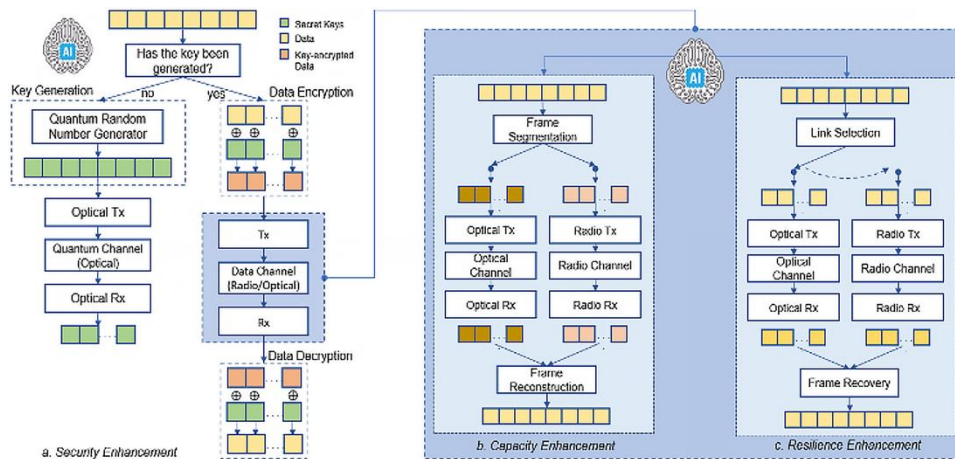 Secret Keys
Data
Key-encrypted
Data
AI
Has the key been
generated?
Key Generation
no
yes
Data Encryption
Quantum Random
Number Generator
Optical Tx
Quantum Channel
(Optical)
Optical Rx
Tx
Data Channel
(Radio/Optical)
Rx
Data Decryption
a. Security Enhancement
AI
Frame
Segmentation
Optical Tx
Radio Tx
Optical
Channel
Radio Channel
Optical Rx
Radio Rx
Frame
Reconstruction
b. Capacity Enhancement
Link Selection
Optical Tx
Radio Tx
Optical
Channel
Radio Channel
Optical Rx
Radio Rx
Frame Recovery
c. Resilience Enhancement